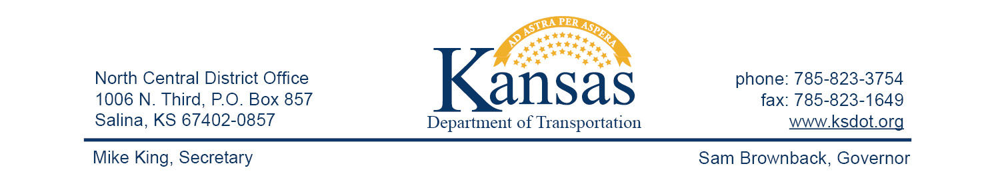 North Central District Office
1006 N. Third, P.O. Box 857
Salina, KS 67402-0857
AD ASTRA PER ASPERA
Kansas
Department of Transportation
phone: 785-823-3754
fax: 785-823-1649
www.ksdot.org
Mike King, Secretary
Sam Brownback, Governor